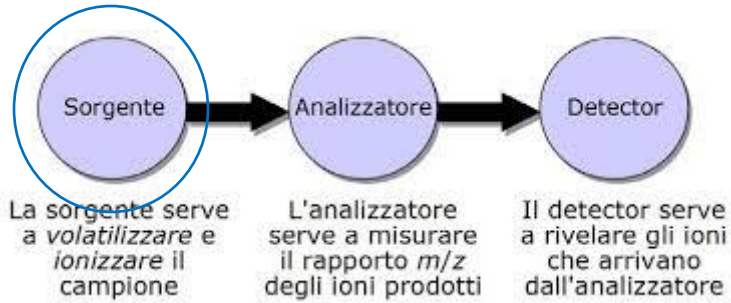 Sorgente
Analizzatore
Detector
La sorgente serve
a volatilizzare e
ionizzare il
campione
L'analizzatore
serve a misurare
il rapporto m/z
degli ioni prodotti
Il detector serve
a rivelare gli ioni
che arrivano
dall'analizzatore